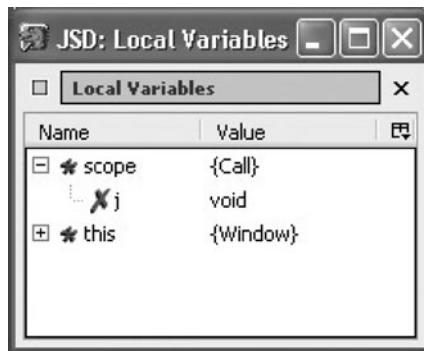 JSD: Local Variables
Local Variables
Name Value
scope {Call}
j void
this {Window}